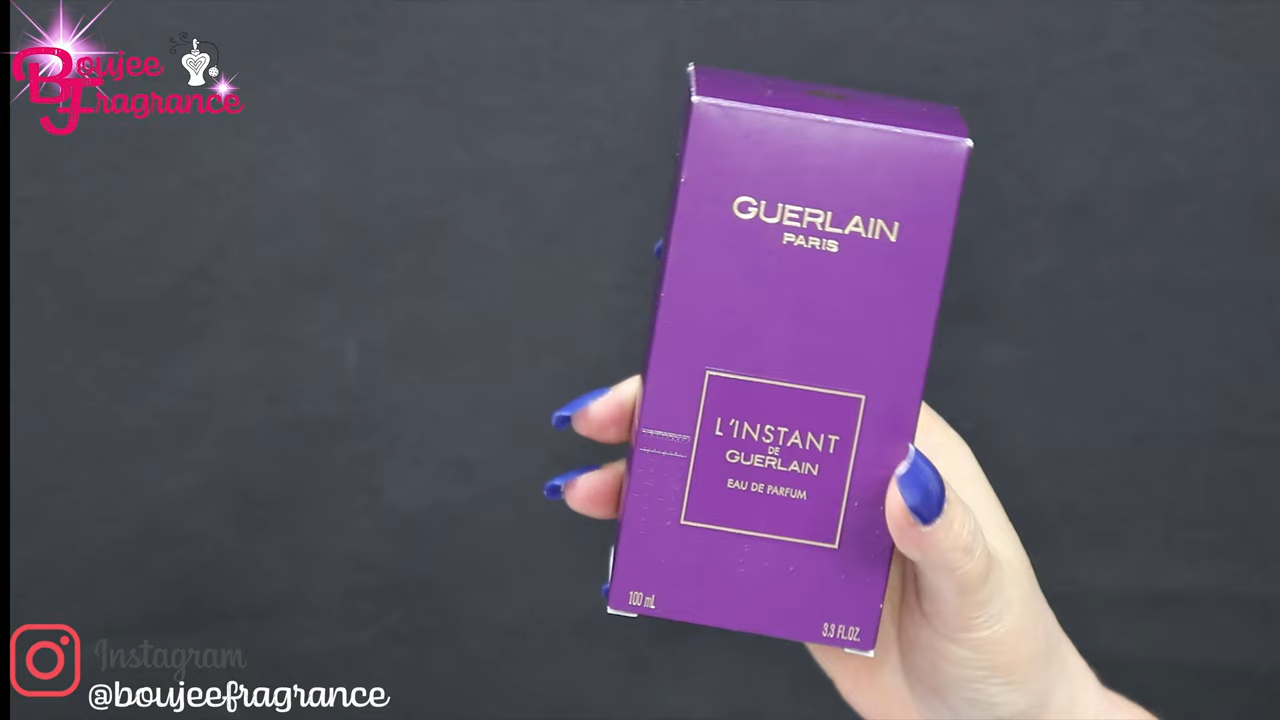 Boujee
Fragrance
GUERLAIN
PARIS
L'INSTANT
DE
GUERLAIN
EAU DE PARFUM
100 mL
3.3 FL.OZ.
Instagram
@boujeefragrance